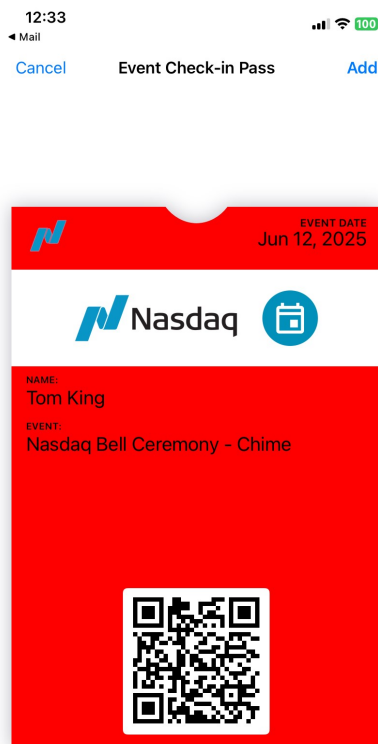 12:33
100
◀ Mail
Cancel
Event Check-in Pass
Add
EVENT DATE
Jun 12, 2025
Nasdaq
NAME:
Tom King
EVENT:
Nasdaq Bell Ceremony - Chime